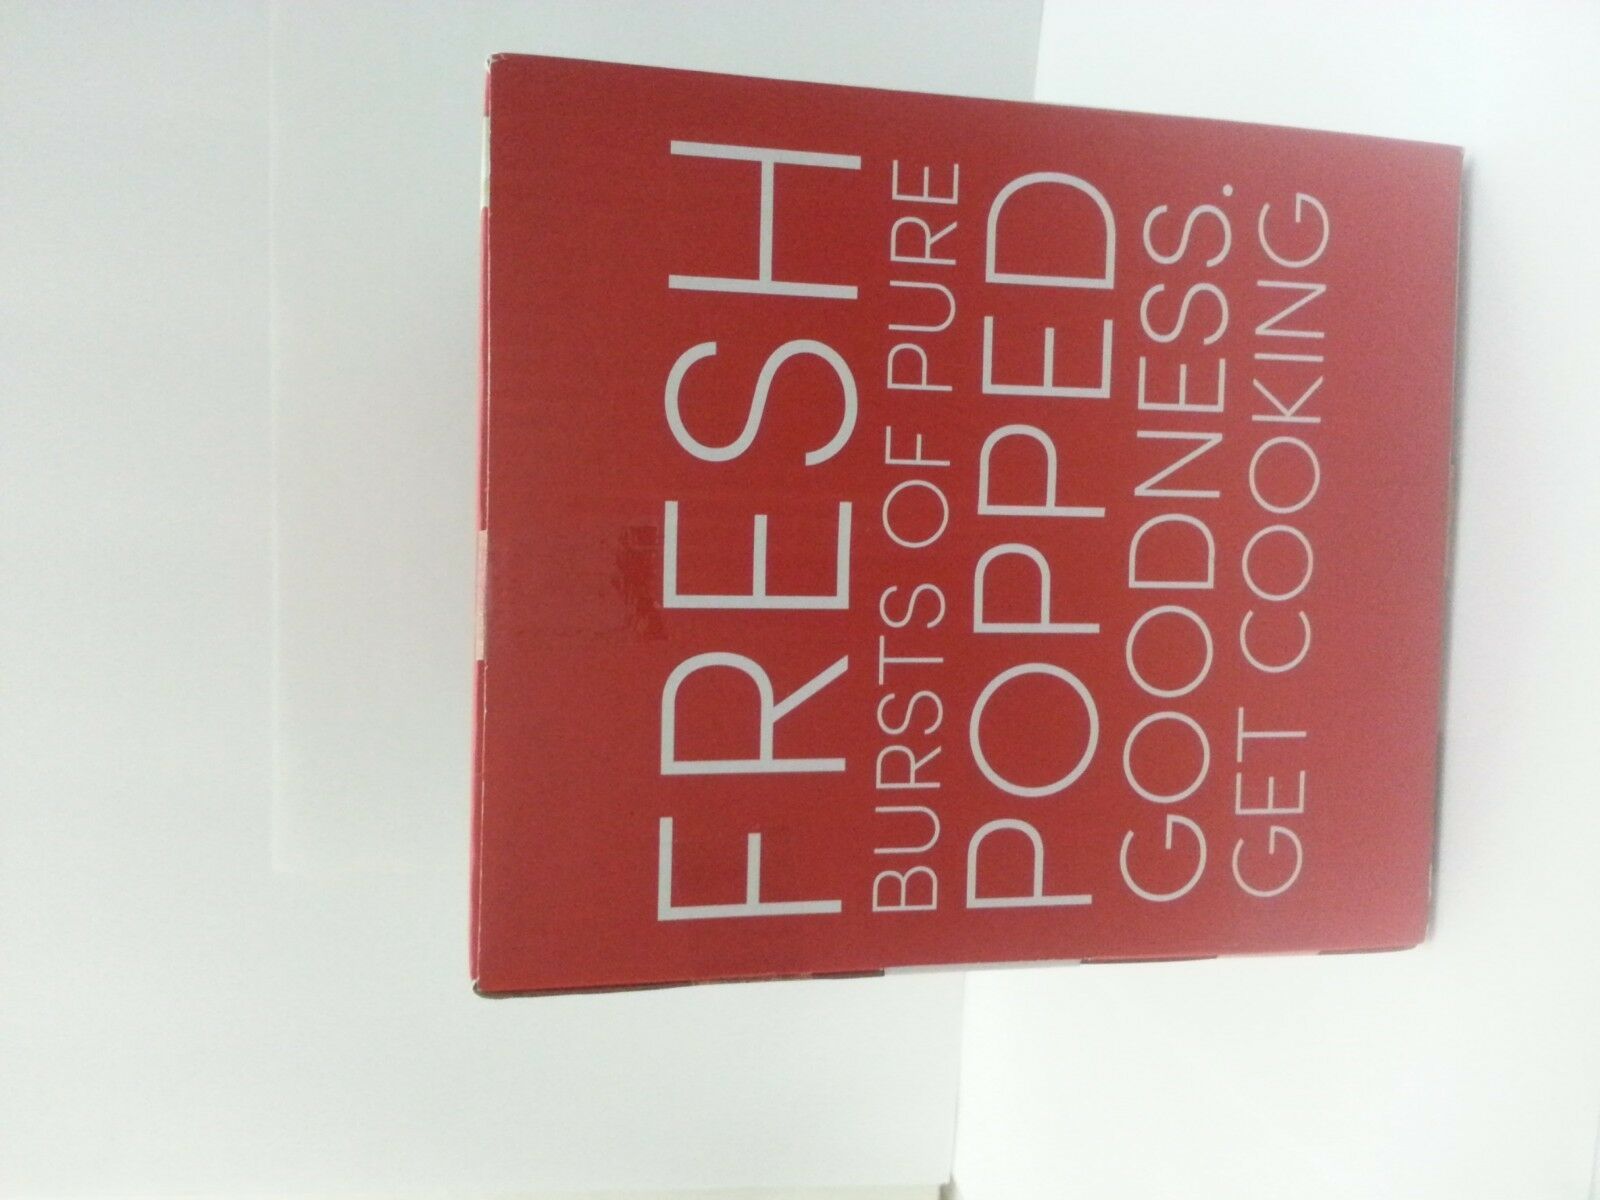 FRESH
BURSTS OF PURE
POPPED
GOODNESS.
GET COOKING